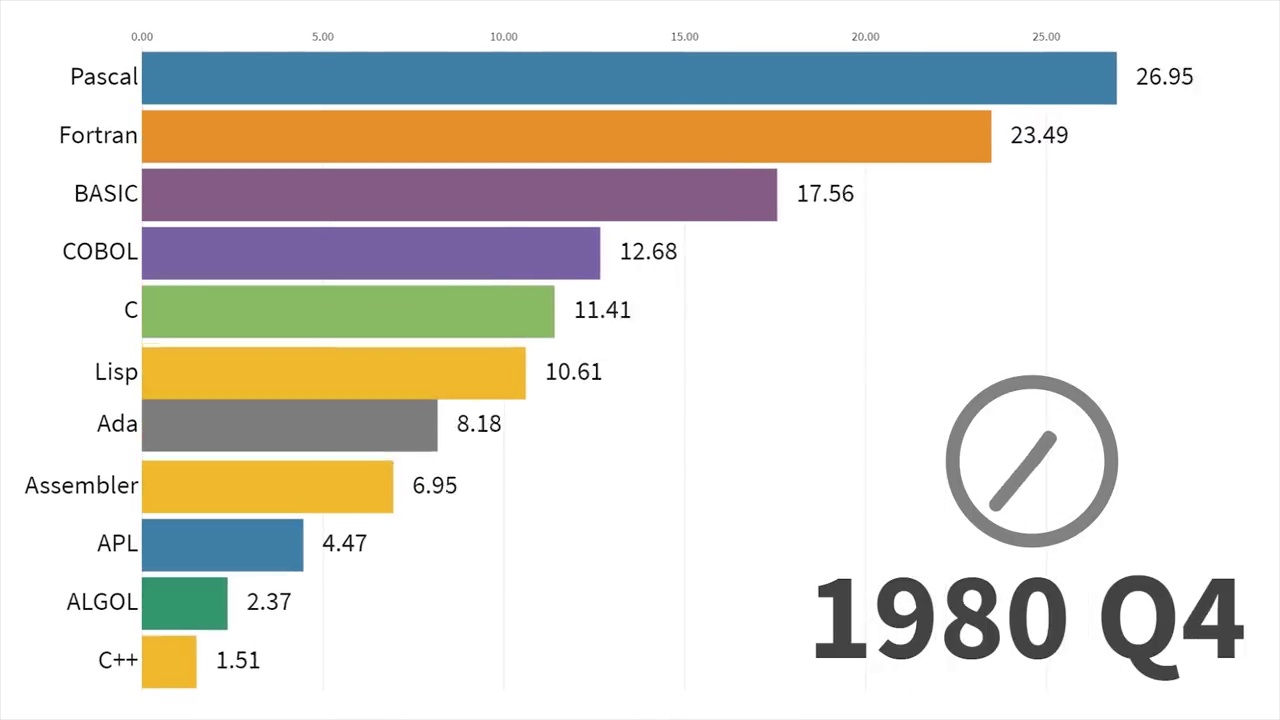 0.00 5.00 10.00 15.00 20.00 25.00
Pascal 26.95
Fortran 23.49
BASIC 17.56
COBOL 12.68
C 11.41
Lisp 10.61
Ada 8.18
Assembler 6.95
APL 4.47
ALGOL 2.37
C++ 1.51
1980 Q4